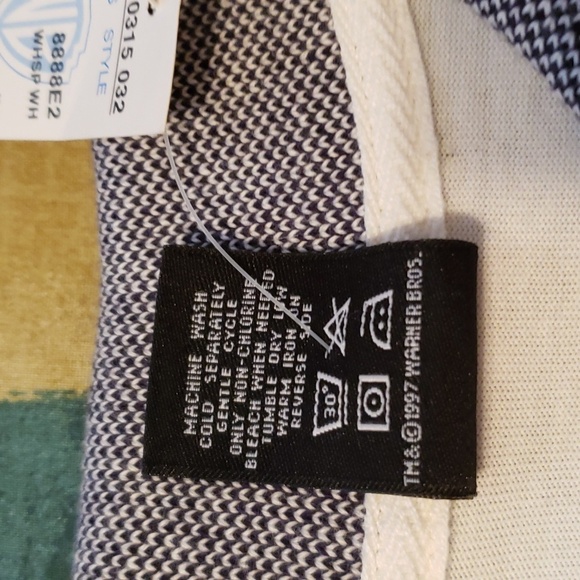 0315 032
STYLE
8888E2
WHSP WH
MACHINE WASH
COLD SEPARATELY
GENTLE CYCLE
ONLY NON-CHLORINE
BLEACH WHEN NEEDED
TUMBLE DRY LOW
WARM IRON ON
REVERSE SIDE
30°
TM&©1997 WARNER BROS.